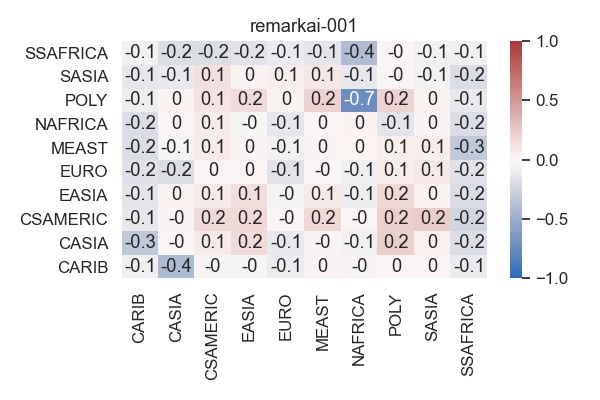 remarkai-001
SSAFRICA -0.1 -0.2 -0.2 -0.2 -0.1 -0.1 -0.4 -0 -0.1 -0.1
SASIA -0.1 -0.1 0.1 0 0.1 0.1 -0.1 -0 -0.1 -0.2
POLY -0.1 0 0.1 0.2 0 0.2 -0.7 0.2 0 -0.1
NAFRICA -0.2 0 0.1 -0 -0.1 0 0 -0.1 0 -0.2
MEAST -0.2 -0.1 0.1 0 -0.1 0 0 0.1 0.1 -0.3
EURO -0.2 -0.2 0 0 -0.1 -0 -0.1 0.1 0.1 -0.2
EASIA -0.1 0 0.1 0.1 -0 0.1 -0.1 0.2 0 -0.2
CSAMERIC -0.1 -0 0.2 0.2 -0 0.2 -0 0.2 0.2 -0.2
CASIA -0.3 -0 0.1 0.2 -0.1 -0 -0.1 0.2 0 -0.2
CARIB -0.1 -0.4 -0 -0 -0.1 0 -0 0 0 -0.1
CARIB CASIA CSAMERIC EASIA EURO MEAST NAFRICA POLY SASIA SSAFRICA
1.0
0.5
0.0
−0.5
−1.0